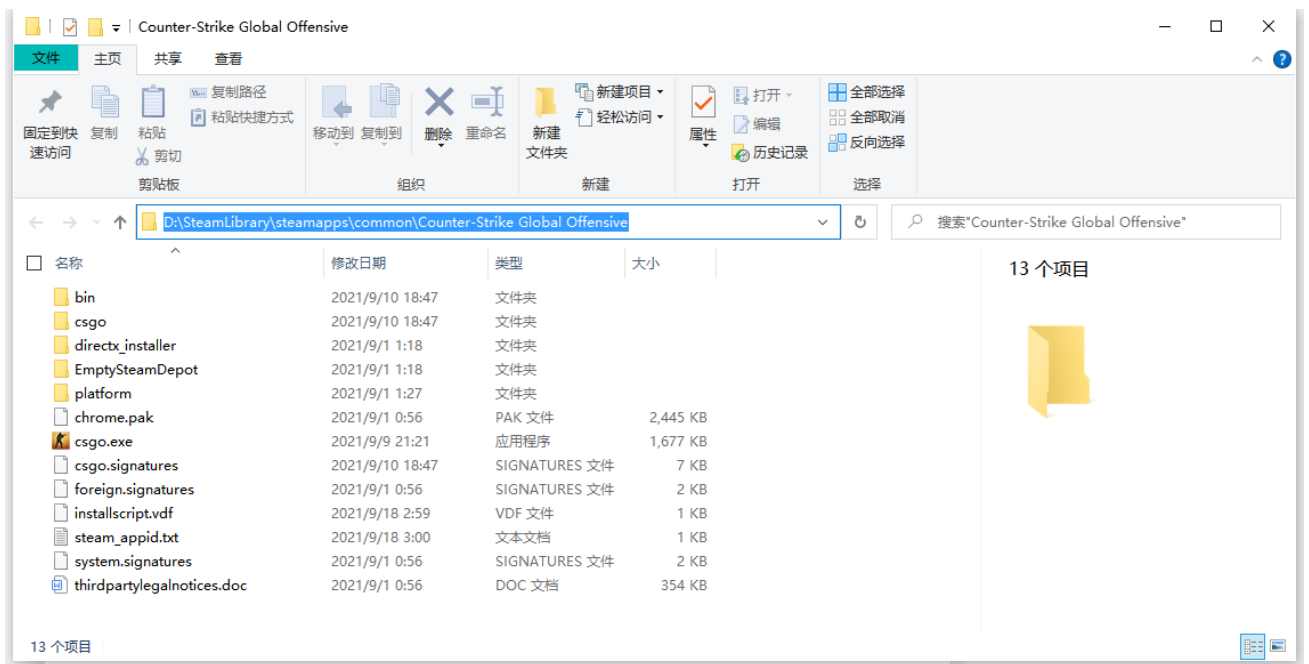 Counter-Strike Global Offensive
文件 主页 共享 查看
固定到快速访问
复制
粘贴
复制路径
粘贴快捷方式
剪切
剪贴板
移动到 复制到 删除 重命名
组织
新建文件夹
新建项目
轻松访问
新建
属性
打开
编辑
历史记录
打开
全部选择
全部取消
反向选择
选择
D:\SteamLibrary\steamapps\common\Counter-Strike Global Offensive
搜索"Counter-Strike Global Offensive"
名称 修改日期 类型 大小
bin 2021/9/10 18:47 文件夹
csgo 2021/9/10 18:47 文件夹
directx_installer 2021/9/1 1:18 文件夹
EmptySteamDepot 2021/9/1 1:18 文件夹
platform 2021/9/1 1:27 文件夹
chrome.pak 2021/9/1 0:56 PAK 文件 2,445 KB
csgo.exe 2021/9/9 21:21 应用程序 1,677 KB
csgo.signatures 2021/9/10 18:47 SIGNATURES 文件 7 KB
foreign.signatures 2021/9/1 0:56 SIGNATURES 文件 2 KB
installscript.vdf 2021/9/18 2:59 VDF 文件 1 KB
steam_appid.txt 2021/9/18 3:00 文本文档 1 KB
system.signatures 2021/9/1 0:56 SIGNATURES 文件 2 KB
thirdpartylegalnotices.doc 2021/9/1 0:56 DOC 文档 354 KB
13 个项目
13 个项目